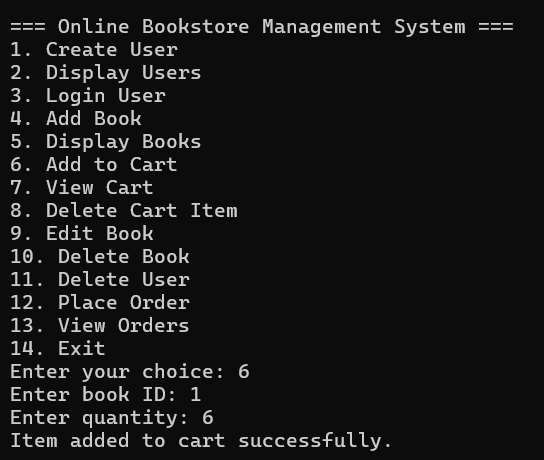 === Online Bookstore Management System ===
1. Create User
2. Display Users
3. Login User
4. Add Book
5. Display Books
6. Add to Cart
7. View Cart
8. Delete Cart Item
9. Edit Book
10. Delete Book
11. Delete User
12. Place Order
13. View Orders
14. Exit
Enter your choice: 6
Enter book ID: 1
Enter quantity: 6
Item added to cart successfully.